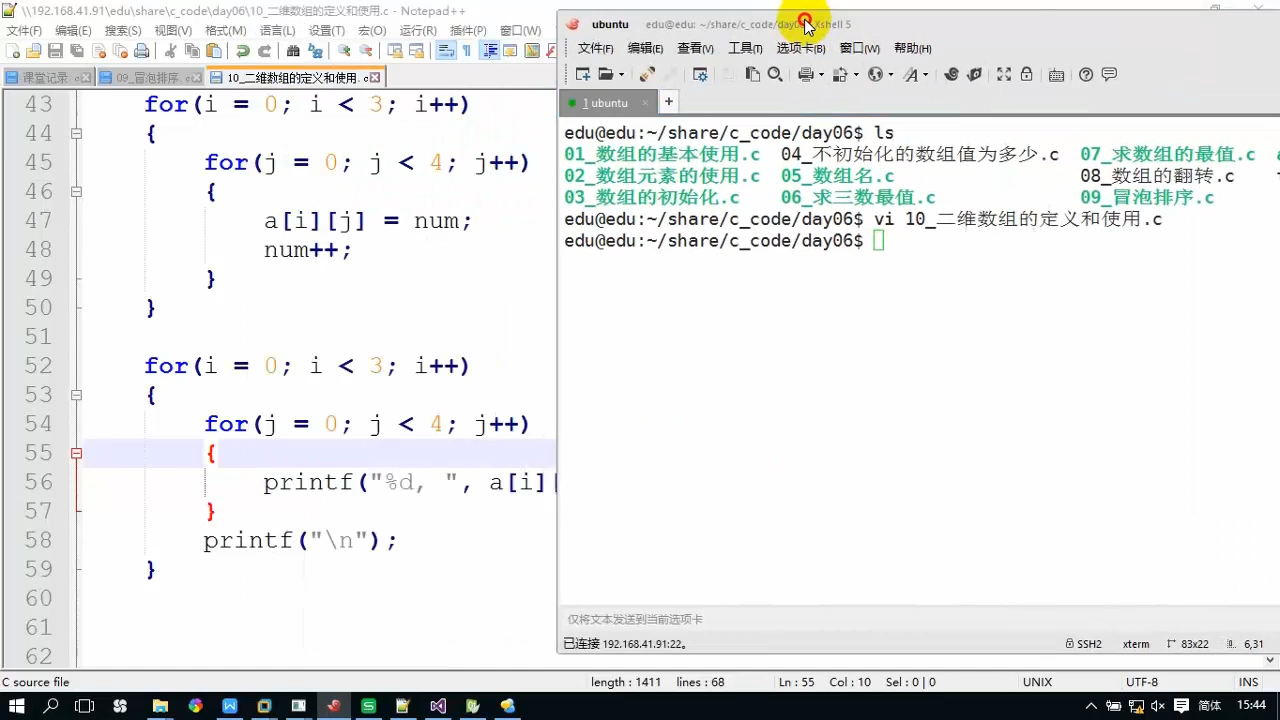 \\192.168.41.91\edu\share\c_code\day06\10_二维数组的定义和使用.c - Notepad++
文件(F) 编辑(E) 搜索(S) 视图(V) 格式(M) 语言(L) 设置(T) 宏(O) 运行(R) 插件(P) 窗口(W)
课堂记录.c 09_冒泡排序.c 10_二维数组的定义和使用.c
43 for(i = 0; i < 3; i++)
44 {
45 for(j = 0; j < 4; j++)
46 {
47 a[i][j] = num;
48 num++;
49 }
50 }
51
52 for(i = 0; i < 3; i++)
53 {
54 for(j = 0; j < 4; j++)
55 {
56 printf("%d, ", a[i]
57 }
58 printf("\n");
59 }
60
61
62
ubuntu edu@edu: ~/share/c_code/day Xshell 5
文件(F) 编辑(E) 查看(V) 工具(T) 选项卡(B) 窗口(W) 帮助(H)
1 ubuntu × +
edu@edu:~/share/c_code/day06$ ls
01_数组的基本使用.c 04_不初始化的数组值为多少.c 07_求数组的最值.c
02_数组元素的使用.c 05_数组名.c 08_数组的翻转.c
03_数组的初始化.c 06_求三数最值.c 09_冒泡排序.c
edu@edu:~/share/c_code/day06$ vi 10_二维数组的定义和使用.c
edu@edu:~/share/c_code/day06$
仅将文本发送到当前选项卡
已连接 192.168.41.91:22。 SSH2 xterm 83x22 6,31
C source file length : 1411 lines : 68 Ln : 55 Col : 10 Sel : 0 | 0 UNIX UTF-8 INS
简体 15:44